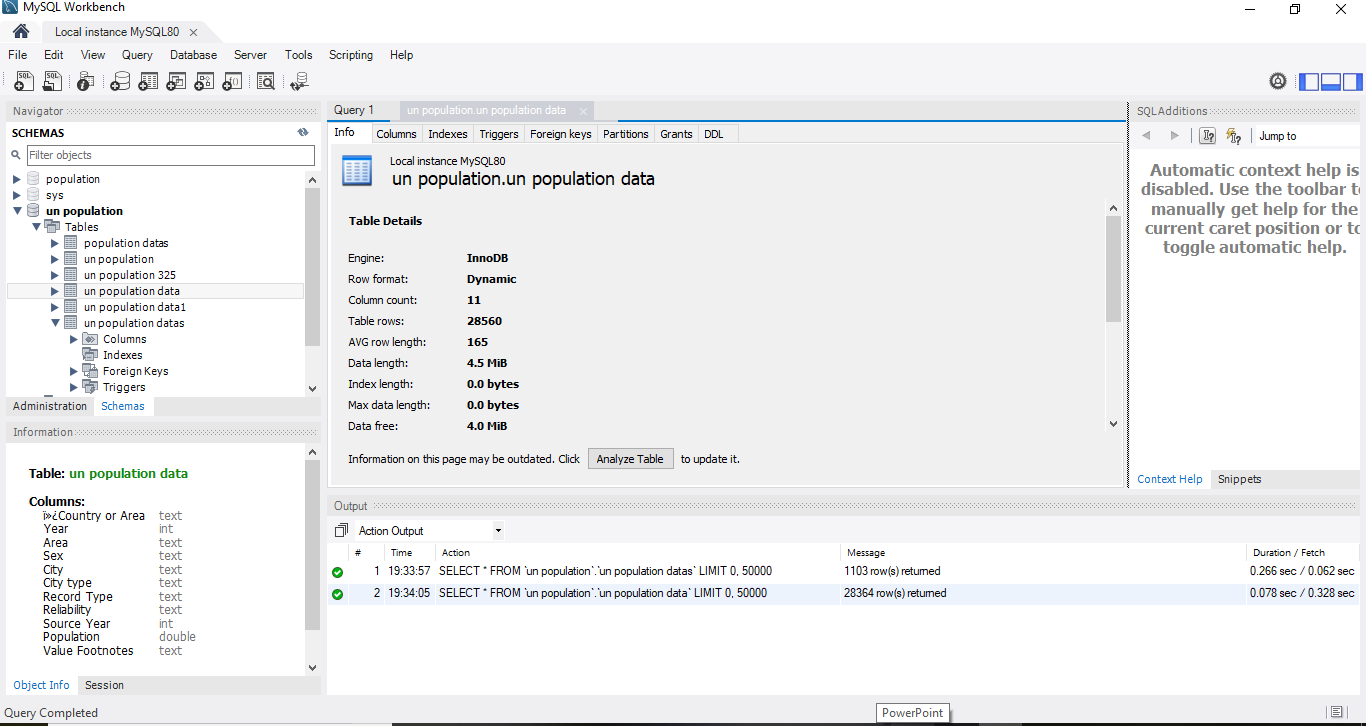 MySQL Workbench
Local instance MySQL80
File Edit View Query Database Server Tools Scripting Help
Navigator
SCHEMAS
Filter objects
population
sys
un population
Tables
population datas
un population
un population 325
un population data
un population data1
un population datas
Columns
Indexes
Foreign Keys
Triggers
Administration Schemas
Information
Table: un population data
Columns:
ï»¿Country or Area text
Year int
Area text
Sex text
City text
City type text
Record Type text
Reliability text
Source Year int
Population double
Value Footnotes text
Object Info Session
Query Completed
Query 1 un population.un population data
Info Columns Indexes Triggers Foreign keys Partitions Grants DDL
Local instance MySQL80
un population.un population data
Table Details
Engine: InnoDB
Row format: Dynamic
Column count: 11
Table rows: 28560
AVG row length: 165
Data length: 4.5 MiB
Index length: 0.0 bytes
Max data length: 0.0 bytes
Data free: 4.0 MiB
Information on this page may be outdated. Click Analyze Table to update it.
SQLAdditions
Jump to
Automatic context help is
disabled. Use the toolbar to
manually get help for the
current caret position or to
toggle automatic help.
Context Help Snippets
Output
Action Output
# Time Action Message Duration / Fetch
1 19:33:57 SELECT * FROM `un population`.`un population datas` LIMIT 0, 50000 1103 row(s) returned 0.266 sec / 0.062 sec
2 19:34:05 SELECT * FROM `un population`.`un population data` LIMIT 0, 50000 28364 row(s) returned 0.078 sec / 0.328 sec
PowerPoint